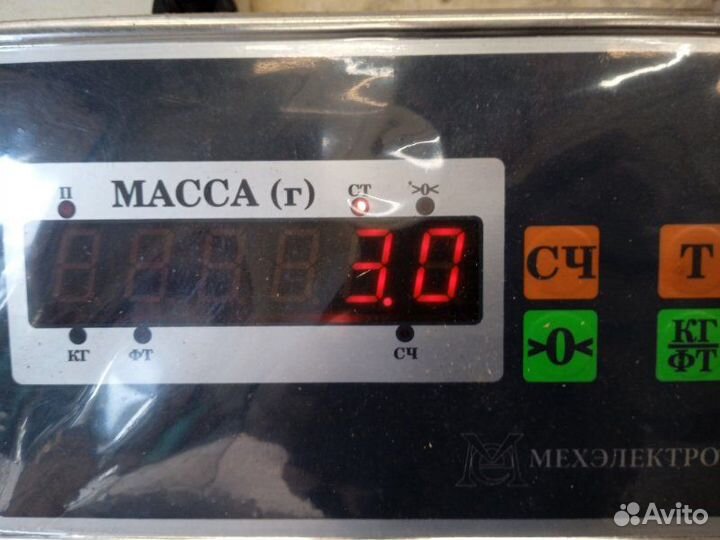 П МАССА (г) СТ >0<
3.0
КГ ФТ СЧ
СЧ Т
>0< КГ/ФТ
МЕХЭЛЕКТРО
Avito